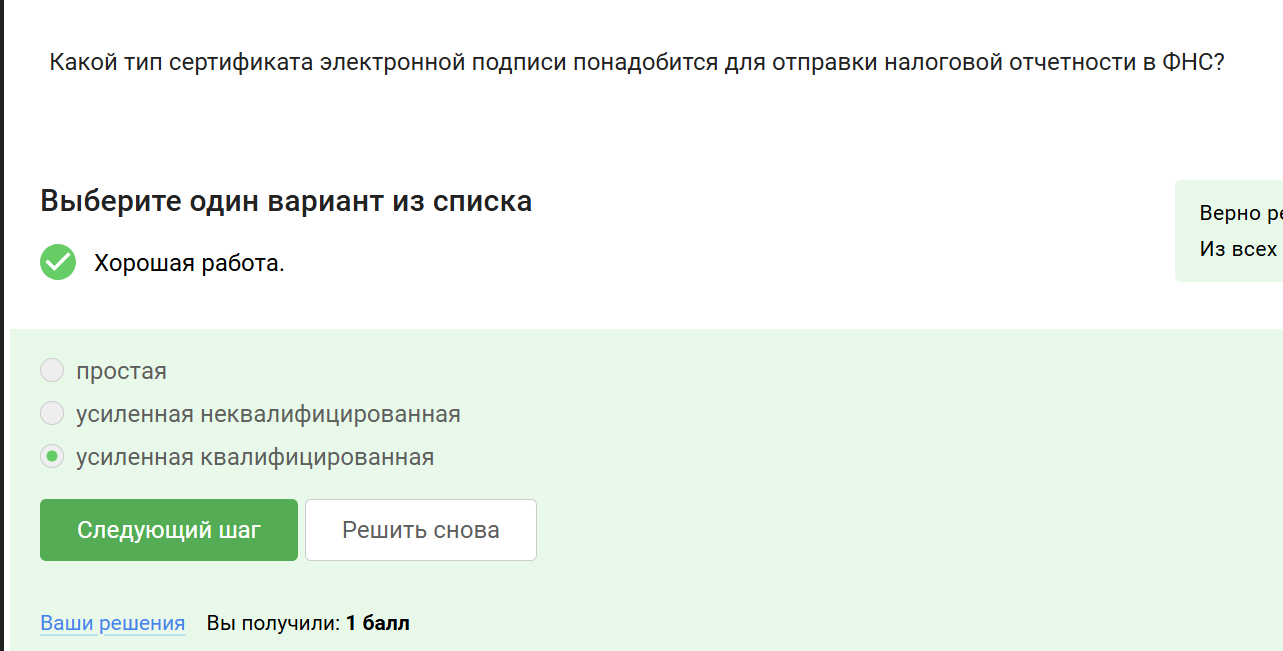 Какой тип сертификата электронной подписи понадобится для отправки налоговой отчетности в ФНС?
Выберите один вариант из списка
Верно
Хорошая работа.
Из всех
простая
усиленная неквалифицированная
усиленная квалифицированная
Следующий шаг Решить снова
Ваши решения Вы получили: 1 балл